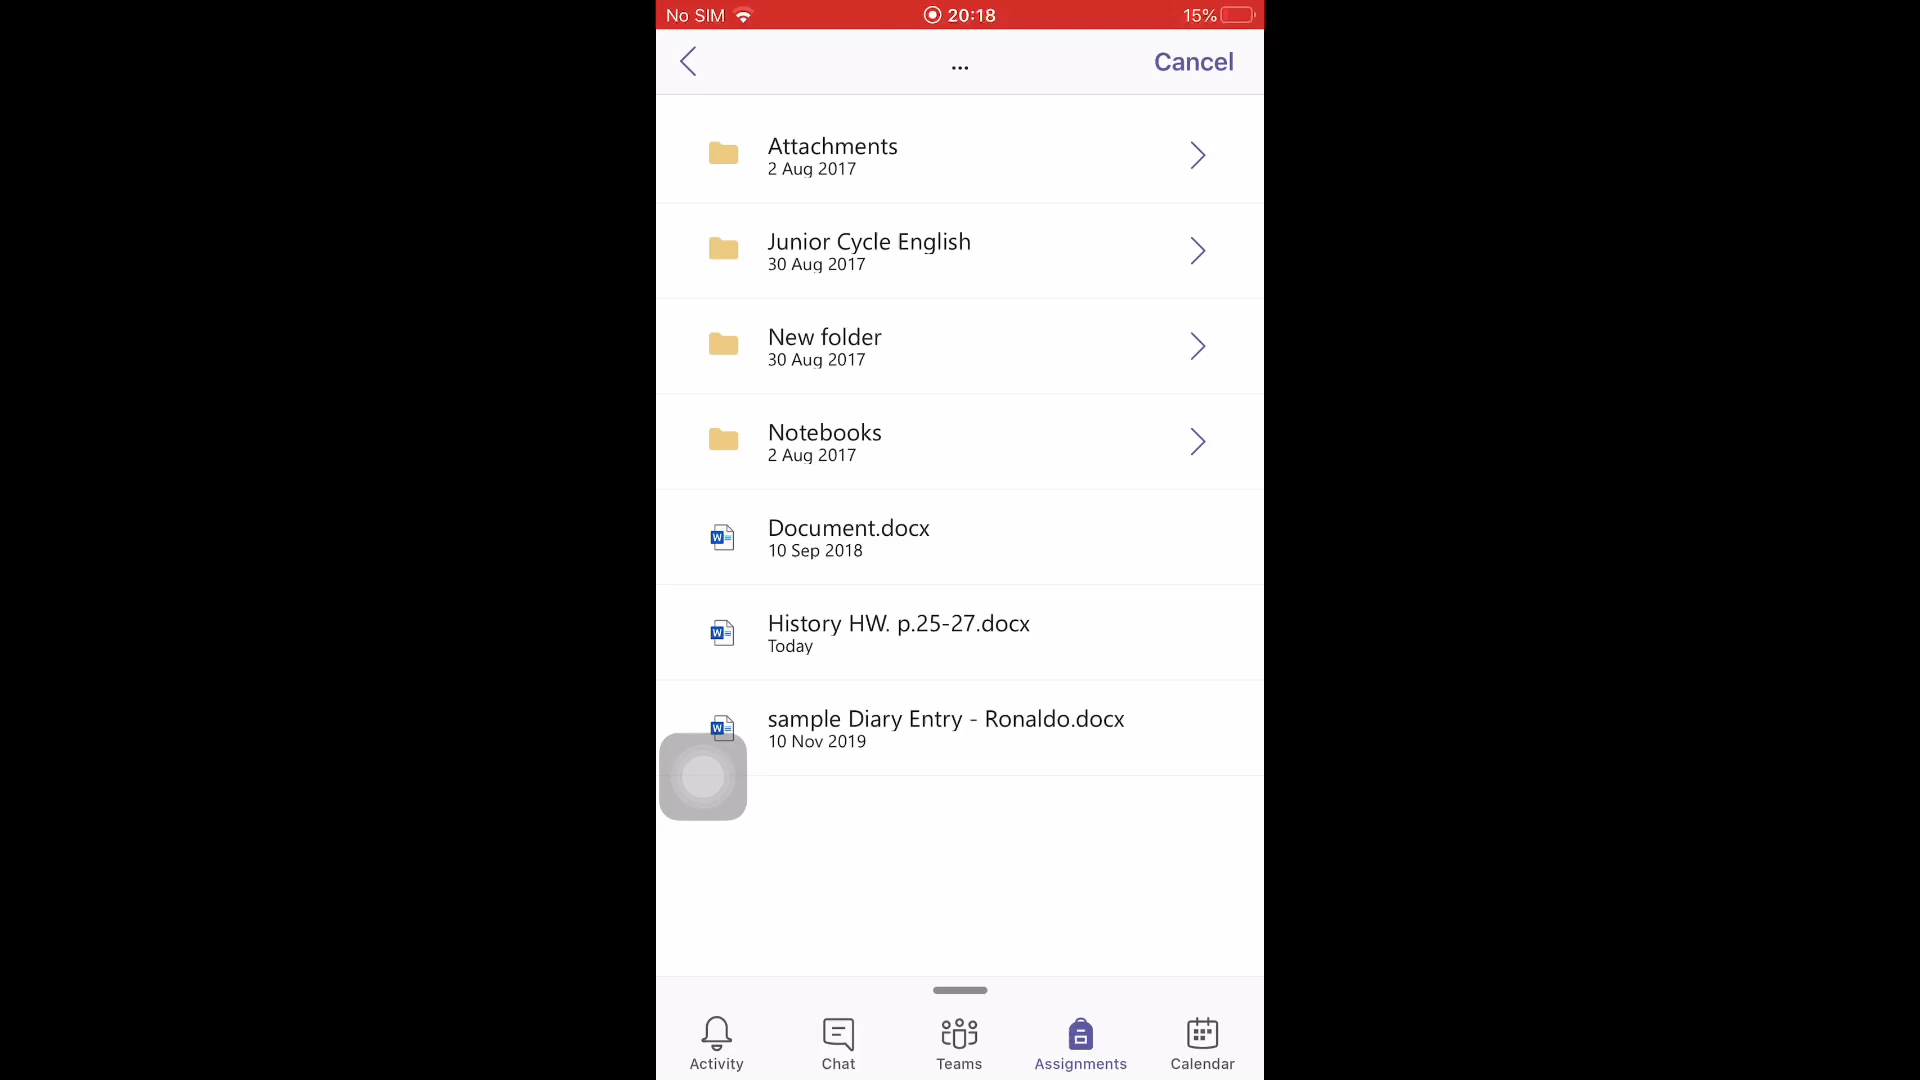 No SIM 20:18 15%
... Cancel
Attachments
2 Aug 2017
Junior Cycle English
30 Aug 2017
New folder
30 Aug 2017
Notebooks
2 Aug 2017
Document.docx
10 Sep 2018
History HW. p.25-27.docx
Today
sample Diary Entry - Ronaldo.docx
10 Nov 2019
Activity Chat Teams Assignments Calendar